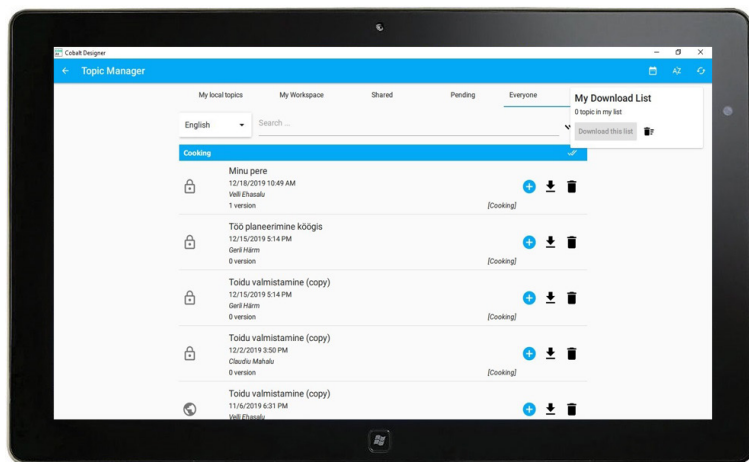 Cobalt Designer
Topic Manager
My local topics My Workspace Shared Pending Everyone
My Download List
0 topic in my list
Download this list
English
Search ...
Cooking
Minu pere
12/18/2019 10:49 AM
Velli Ehasalu
1 version [Cooking]
Töö planeerimine köögis
12/15/2019 5:14 PM
Gerli Härm
0 version [Cooking]
Toidu valmistamine (copy)
12/15/2019 5:14 PM
Gerli Härm
0 version [Cooking]
Toidu valmistamine (copy)
12/2/2019 3:50 PM
Claudiu Mahalu
0 version [Cooking]
Toidu valmistamine (copy)
11/6/2019 6:31 PM
Velli Ehasalu